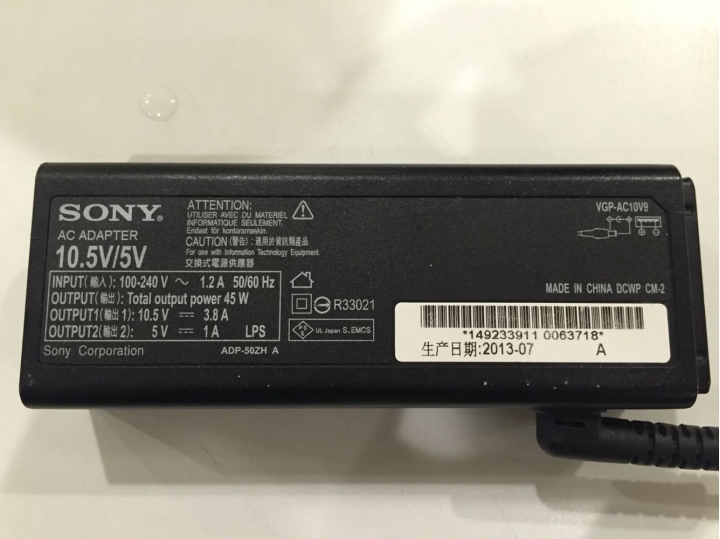 SONY®
AC ADAPTER
10.5V/5V
ATTENTION:
UTILISER AVEC DU MATERIEL
INFORMATIQUE SEULEMENT.
Endast för kontorsmaskin.
CAUTION (警告): 適用於資訊類產品
For use with Information Technology Equipment.
交換式電源供應器
INPUT(輸入): 100-240 V ~ 1.2 A 50/60 Hz
OUTPUT(輸出): Total output power 45 W
OUTPUT1(輸出1): 10.5 V ⎓ 3.8 A
OUTPUT2(輸出2): 5 V ⎓ 1 A LPS
Sony Corporation
ADP-50ZH A
R33021
PSE
UL Japan S. EMCS
VGP-AC10V9
MADE IN CHINA DCWP CM-2
*149233911 0063718*
生产日期:2013-07 A